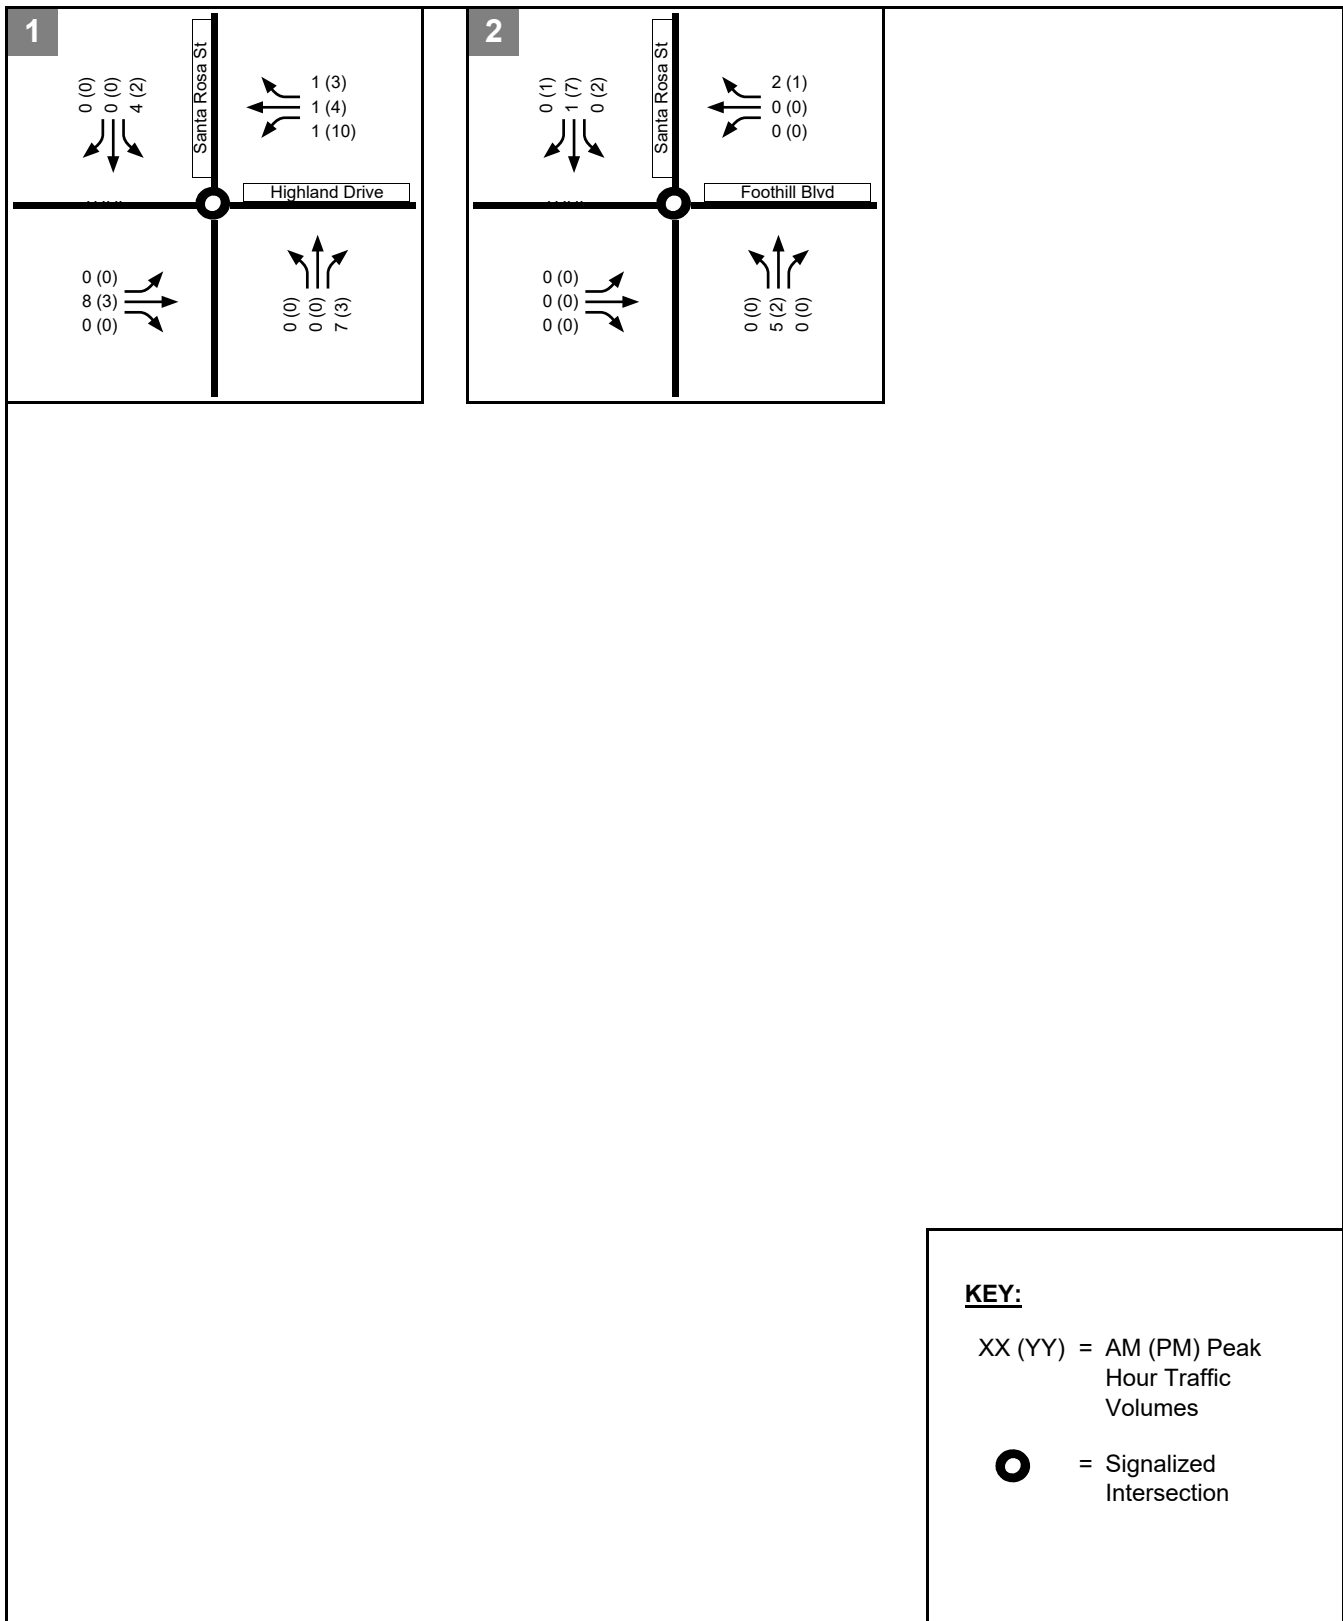 1
Santa Rosa St
0 (0)
0 (0)
4 (2)
1 (3)
1 (4)
1 (10)
Highland Drive
0 (0)
8 (3)
0 (0)
0 (0)
0 (0)
7 (3)
2
Santa Rosa St
0 (1)
1 (7)
0 (2)
2 (1)
0 (0)
0 (0)
Foothill Blvd
0 (0)
0 (0)
0 (0)
0 (0)
5 (2)
0 (0)
KEY:
XX (YY) = AM (PM) Peak
Hour Traffic
Volumes
= Signalized
Intersection